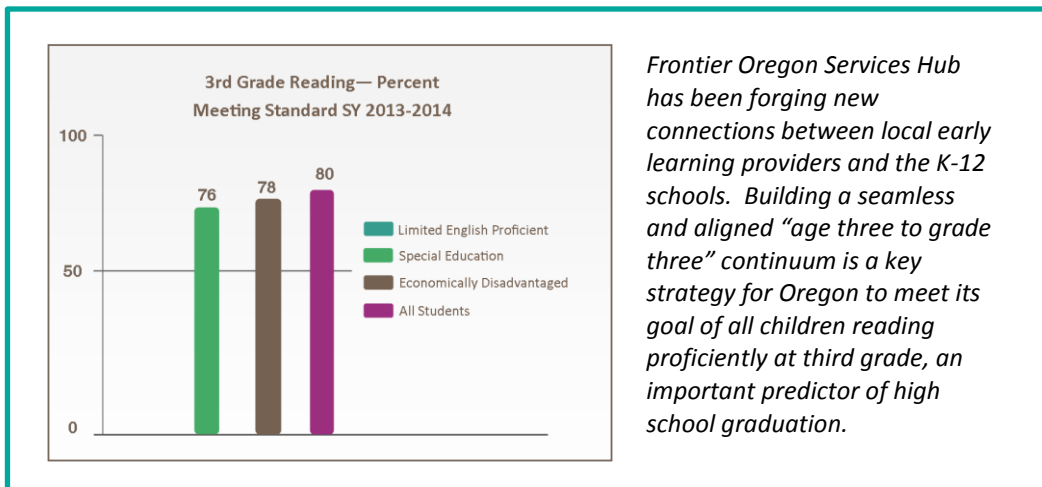 3rd Grade Reading— Percent
Meeting Standard SY 2013-2014
100
76
78
80
Limited English Proficient
Special Education
50
Economically Disadvantaged
All Students
0
Frontier Oregon Services Hub
has been forging new
connections between local early
learning providers and the K-12
schools.  Building a seamless
and aligned “age three to grade
three” continuum is a key
strategy for Oregon to meet its
goal of all children reading
proficiently at third grade, an
important predictor of high
school graduation.